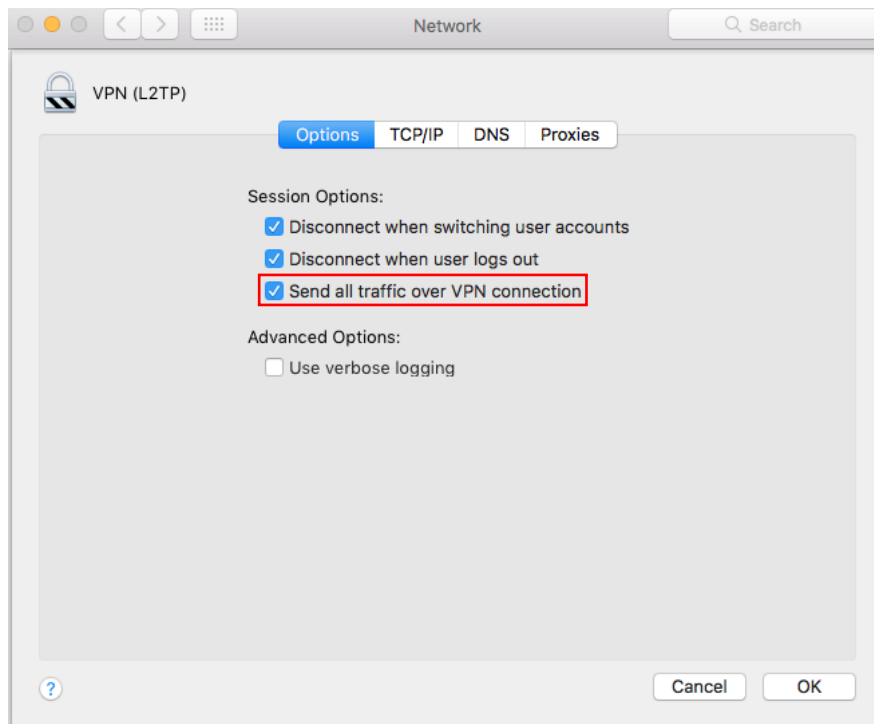 Network
Search
VPN (L2TP)
Options TCP/IP DNS Proxies
Session Options:
Disconnect when switching user accounts
Disconnect when user logs out
Send all traffic over VPN connection
Advanced Options:
Use verbose logging
?
Cancel OK